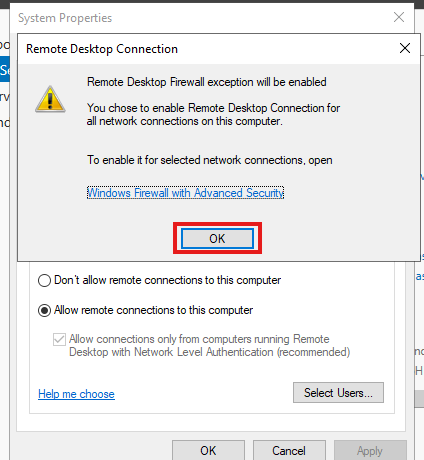 System Properties
Remote Desktop Connection
Remote Desktop Firewall exception will be enabled
You chose to enable Remote Desktop Connection for
all network connections on this computer.
To enable it for selected network connections, open
Windows Firewall with Advanced Security
OK
Don't allow remote connections to this computer
Allow remote connections to this computer
Allow connections only from computers running Remote
Desktop with Network Level Authentication (recommended)
Help me choose
Select Users...
OK
Cancel
Apply